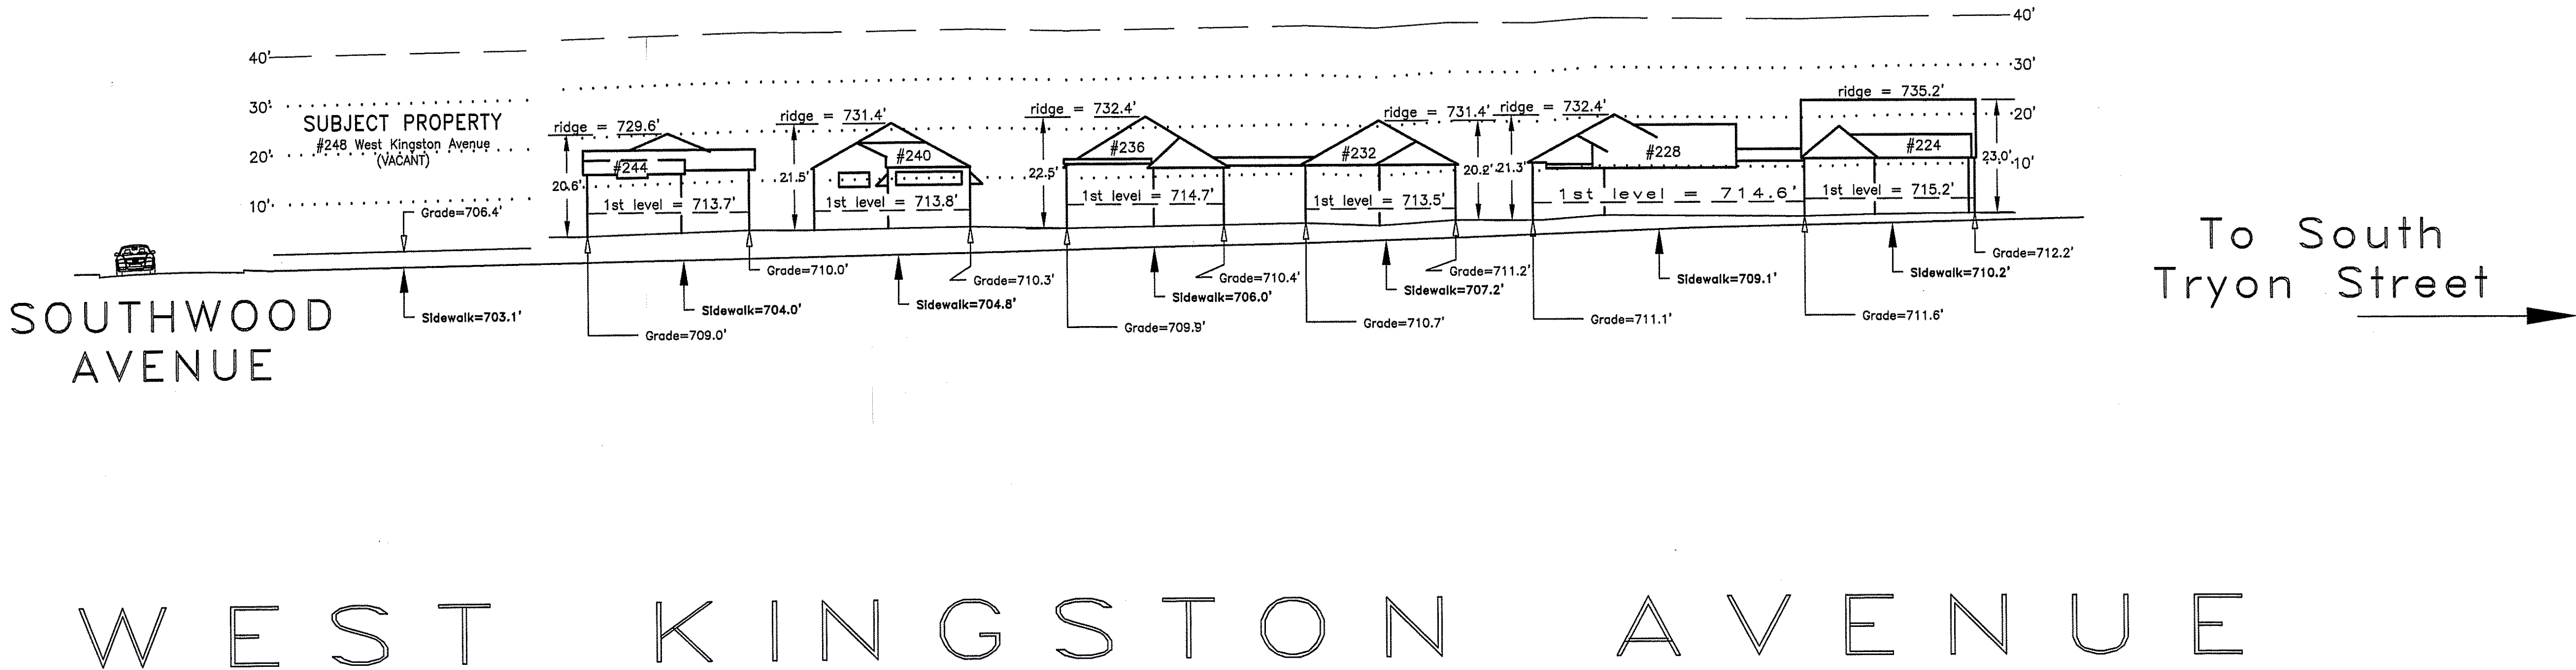 40'
30'
20'
10'
SUBJECT PROPERTY
#248 West Kingston Avenue
(VACANT)
Grade=706.4'
Sidewalk=703.1'
SOUTHWOOD
AVENUE
ridge = 729.6'
20.6'
#244
1st level = 713.7'
Grade=709.0'
Sidewalk=704.0'
Grade=710.0'
ridge = 731.4'
21.5'
#240
1st level = 713.8'
Sidewalk=704.8'
Grade=710.3'
ridge = 732.4'
22.5'
#236
1st level = 714.7'
Grade=709.9'
Sidewalk=706.0'
Grade=710.4'
ridge = 731.4'
20.2'
#232
1st level = 713.5'
Grade=710.7'
Sidewalk=707.2'
Grade=711.2'
ridge = 732.4'
21.3'
#228
1st level = 714.6'
Grade=711.1'
Sidewalk=709.1'
ridge = 735.2'
23.0'
#224
1st level = 715.2'
Grade=711.6'
Sidewalk=710.2'
Grade=712.2'
40'
30'
20'
10'
To South
Tryon Street
WEST KINGSTON AVENUE